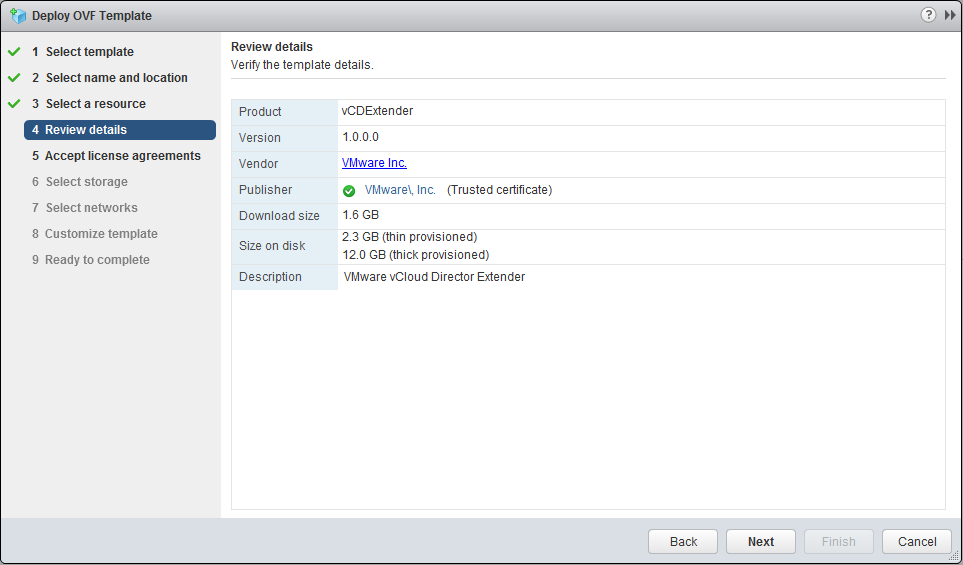 Deploy OVF Template
?
1 Select template
2 Select name and location
3 Select a resource
4 Review details
5 Accept license agreements
6 Select storage
7 Select networks
8 Customize template
9 Ready to complete
Review details
Verify the template details.
Product vCDExtender
Version 1.0.0.0
Vendor VMware Inc.
Publisher VMware\, Inc. (Trusted certificate)
Download size 1.6 GB
Size on disk 2.3 GB (thin provisioned)
12.0 GB (thick provisioned)
Description VMware vCloud Director Extender
Back Next Finish Cancel